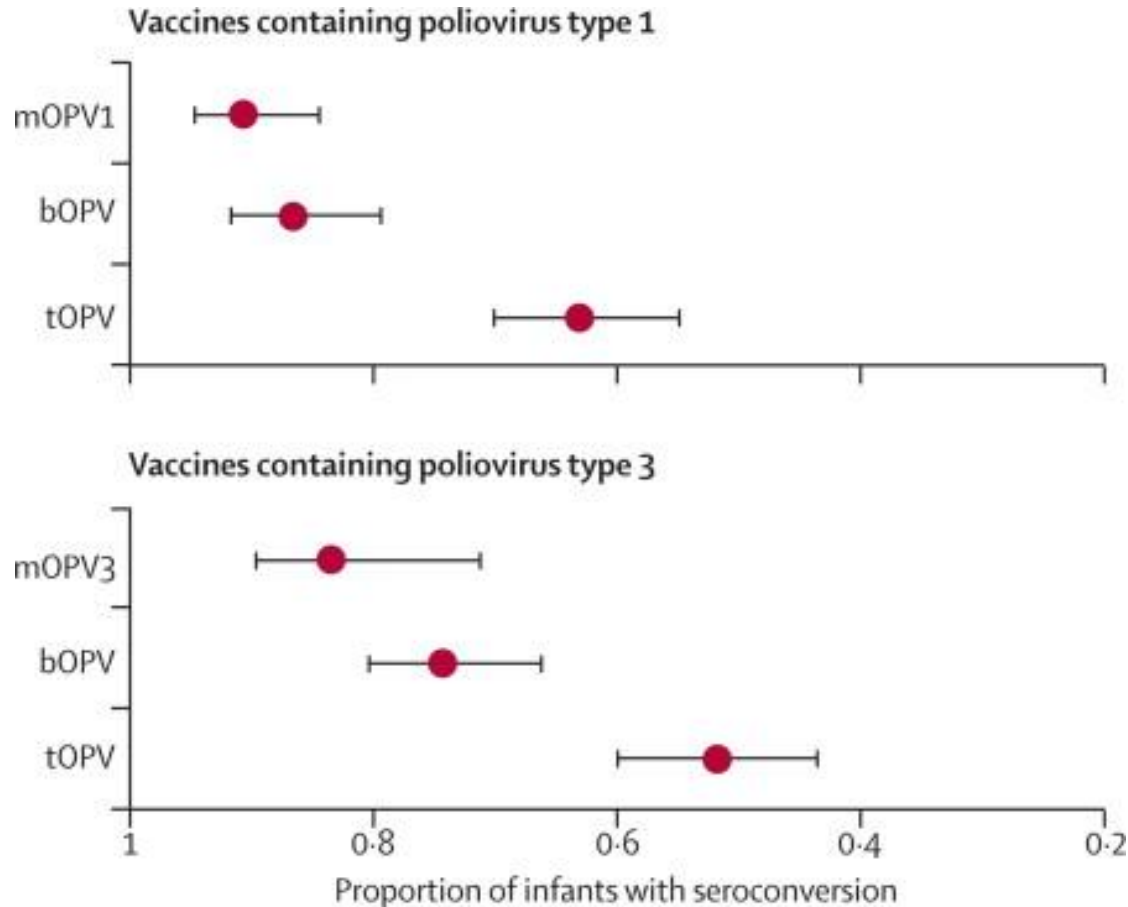 Vaccines containing poliovirus type 1
mOPV1
bOPV
tOPV
Vaccines containing poliovirus type 3
mOPV3
bOPV
tOPV
1 0·8 0·6 0·4 0·2
Proportion of infants with seroconversion